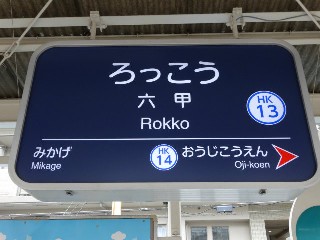 ろっこう
六甲
Rokko
HK
13
みかげ
Mikage
HK
14
おうじこうえん
Oji-koen